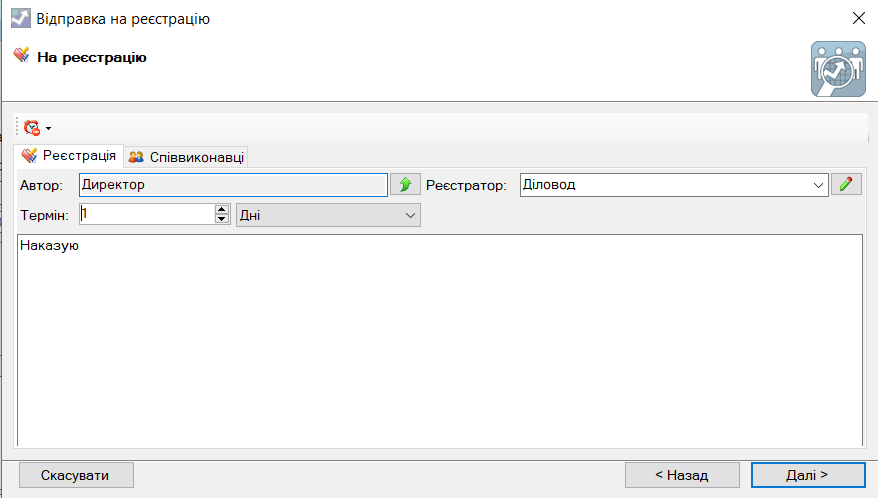 Відправка на реєстрацію
На реєстрацію
Реєстрація Співвиконавці
Автор: Директор Реєстратор: Діловод
Термін: 1 Дні
Наказую
Скасувати < Назад Далі >